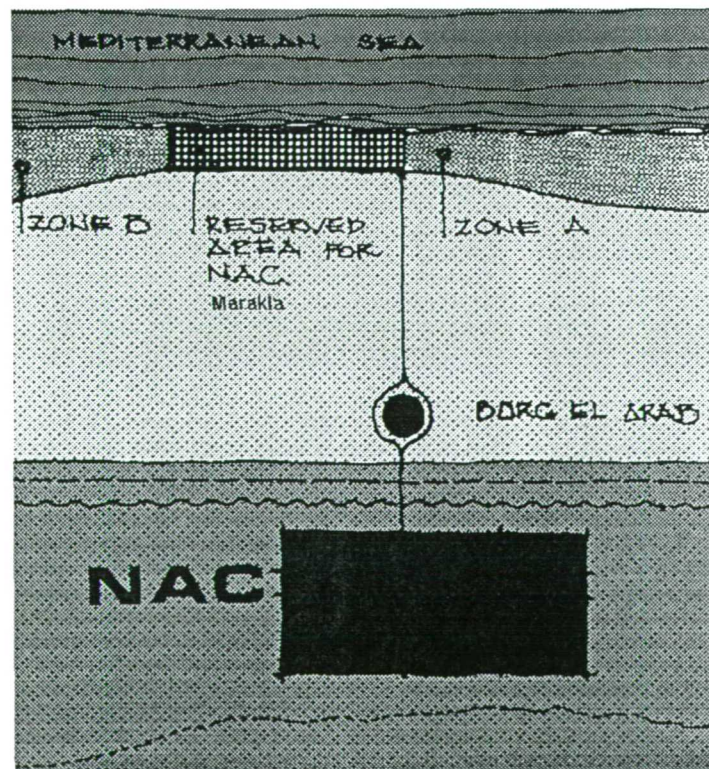 MEDITERRANEAN SEA
ZONE B
RESERVED
AREA FOR
NAC
Marakia
ZONE A
BORG EL ARAB
NAC